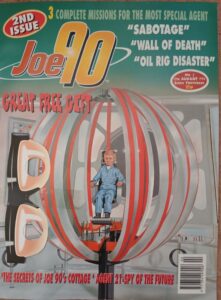 2ND ISSUE
3 COMPLETE MISSIONS FOR THE MOST SPECIAL AGENT
"SABOTAGE"
"WALL OF DEATH"
"OIL RIG DISASTER"
Joe 90
GREAT FREE GIFT
"THE SECRETS OF JOE 90'S COTTAGE" AGENT 21-SPY OF THE FUTURE